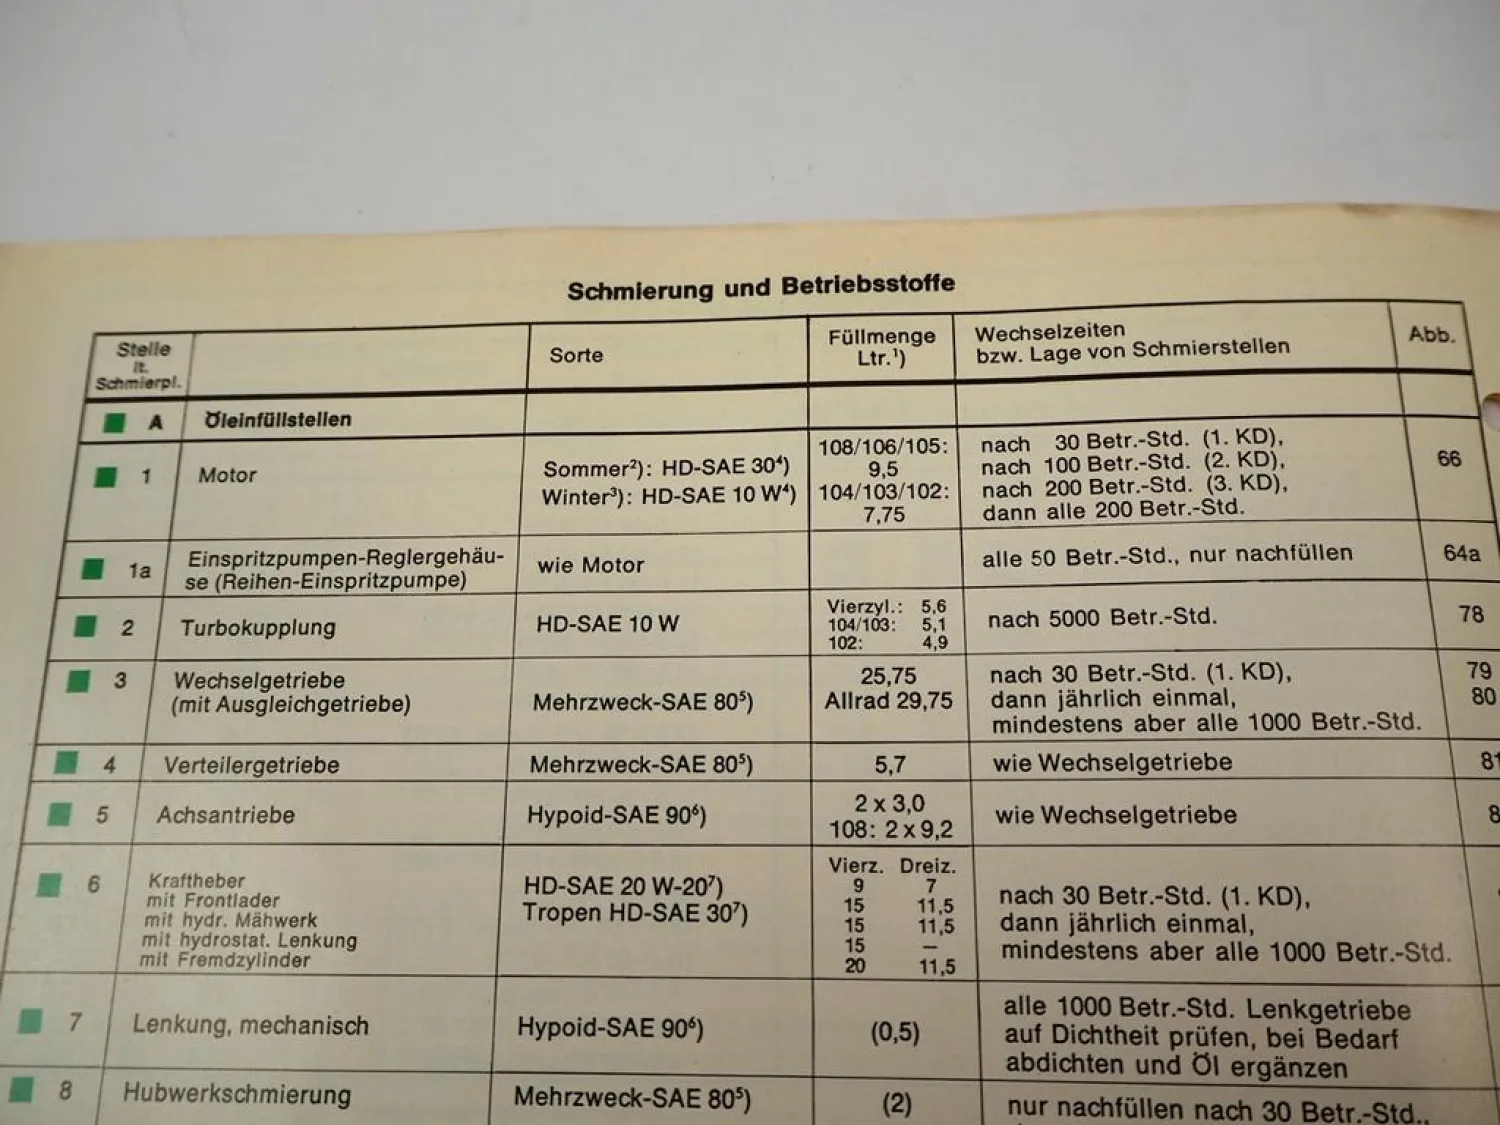 Schmierung und Betriebsstoffe
Stelle
lt.
Schmierpl.
Sorte
Füllmenge
Ltr.¹)
Wechselzeiten
bzw. Lage von Schmierstellen
Abb.
A Öleinfüllstellen
1 Motor
Sommer²): HD-SAE 30⁴)
Winter³): HD-SAE 10 W⁴)
108/106/105:
9,5
104/103/102:
7,75
nach 30 Betr.-Std. (1. KD),
nach 100 Betr.-Std. (2. KD),
nach 200 Betr.-Std. (3. KD),
dann alle 200 Betr.-Std.
66
1a Einspritzpumpen-Reglergehäu-
se (Reihen-Einspritzpumpe)
wie Motor
alle 50 Betr.-Std., nur nachfüllen
64a
2 Turbokupplung
HD-SAE 10 W
Vierzyl.: 5,6
104/103: 5,1
102: 4,9
nach 5000 Betr.-Std.
78
3 Wechselgetriebe
(mit Ausgleichgetriebe)
Mehrzweck-SAE 80⁵)
25,75
Allrad 29,75
nach 30 Betr.-Std. (1. KD),
dann jährlich einmal,
mindestens aber alle 1000 Betr.-Std.
79
80
4 Verteilergetriebe
Mehrzweck-SAE 80⁵)
5,7
wie Wechselgetriebe
81
5 Achsantriebe
Hypoid-SAE 90⁶)
2 x 3,0
108: 2 x 9,2
wie Wechselgetriebe
6 Kraftheber
mit Frontlader
mit hydr. Mähwerk
mit hydrostat. Lenkung
mit Fremdzylinder
HD-SAE 20 W-20⁷)
Tropen HD-SAE 30⁷)
Vierz. Dreiz.
9 7
15 11,5
15 11,5
15 –
20 11,5
nach 30 Betr.-Std. (1. KD),
dann jährlich einmal,
mindestens aber alle 1000 Betr.-Std.
7 Lenkung, mechanisch
Hypoid-SAE 90⁶)
(0,5)
alle 1000 Betr.-Std. Lenkgetriebe
auf Dichtheit prüfen, bei Bedarf
abdichten und Öl ergänzen
8 Hubwerkschmierung
Mehrzweck-SAE 80⁵)
(2)
nur nachfüllen nach 30 Betr.-Std.,